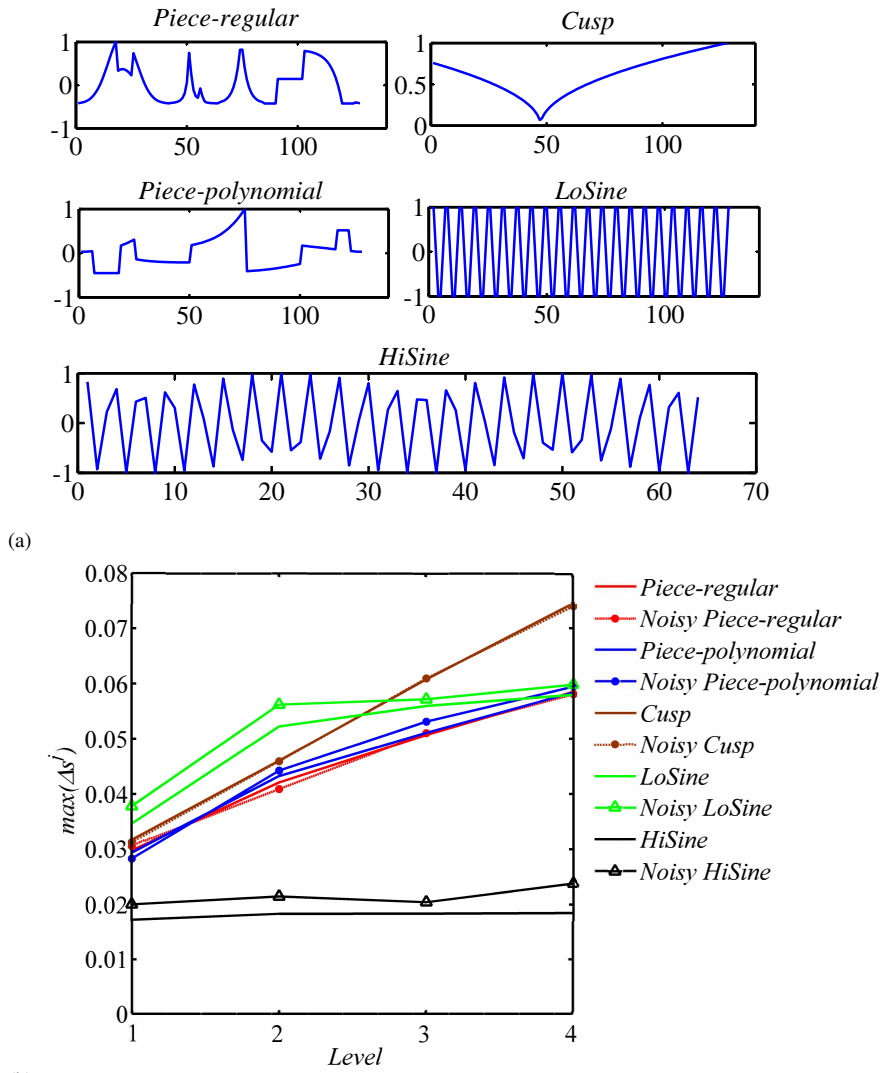 Piece-regular
Cusp
1
0
-1
0
50
100
1
0.5
0
0
50
100
Piece-polynomial
LoSine
1
0
-1
0
50
100
1
0
-1
0
50
100
HiSine
1
0
-1
0
10
20
30
40
50
60
70
(a)
0.08
0.07
0.06
0.05
0.04
0.03
0.02
0.01
0
max(Δs^j)
1
2
3
4
Level
Piece-regular
Noisy Piece-regular
Piece-polynomial
Noisy Piece-polynomial
Cusp
Noisy Cusp
LoSine
Noisy LoSine
HiSine
Noisy HiSine